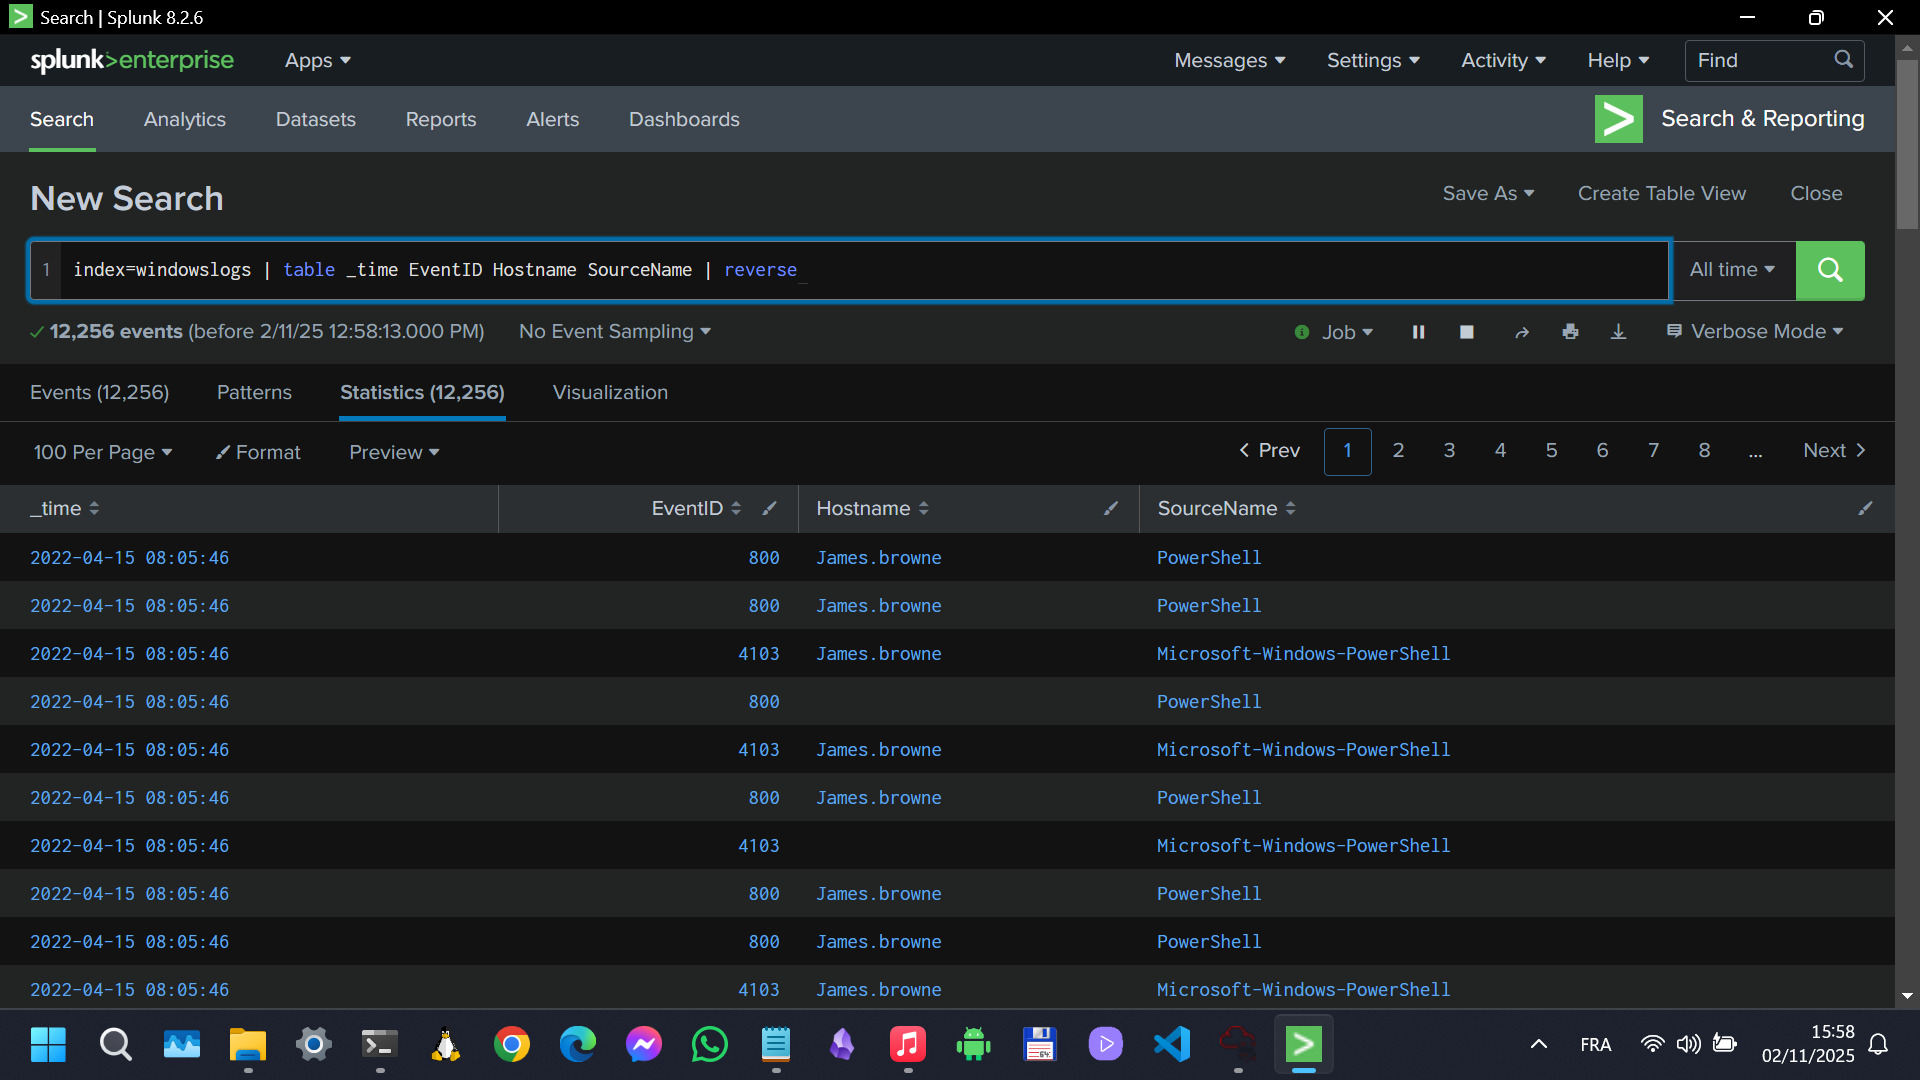 Search | Splunk 8.2.6
splunk>enterprise Apps Messages Settings Activity Help Find
Search Analytics Datasets Reports Alerts Dashboards Search & Reporting
New Search Save As Create Table View Close
1 index=windowslogs | table _time EventID Hostname SourceName | reverse All time
12,256 events (before 2/11/25 12:58:13.000 PM) No Event Sampling Job Verbose Mode
Events (12,256) Patterns Statistics (12,256) Visualization
100 Per Page Format Preview < Prev 1 2 3 4 5 6 7 8 ... Next >
_time EventID Hostname SourceName
2022-04-15 08:05:46 800 James.browne PowerShell
2022-04-15 08:05:46 800 James.browne PowerShell
2022-04-15 08:05:46 4103 James.browne Microsoft-Windows-PowerShell
2022-04-15 08:05:46 800 PowerShell
2022-04-15 08:05:46 4103 James.browne Microsoft-Windows-PowerShell
2022-04-15 08:05:46 800 James.browne PowerShell
2022-04-15 08:05:46 4103 Microsoft-Windows-PowerShell
2022-04-15 08:05:46 800 James.browne PowerShell
2022-04-15 08:05:46 800 James.browne PowerShell
2022-04-15 08:05:46 4103 James.browne Microsoft-Windows-PowerShell
64
FRA
15:58
02/11/2025